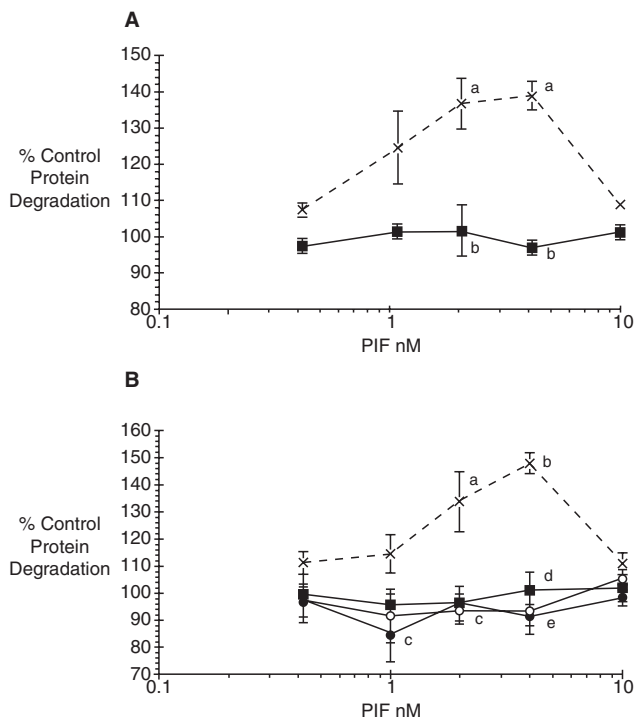 A
150
140
130
120
110
100
90
80
% Control
Protein
Degradation
a
a
b
b
0.1
1
10
PIF nM
B
160
150
140
130
120
110
100
90
80
70
% Control
Protein
Degradation
a
b
d
c
c
e
0.1
1
10
PIF nM